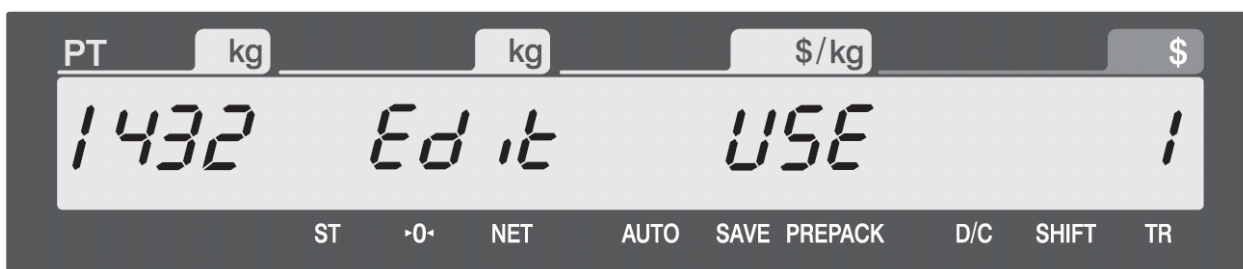 PT kg kg $/kg $
1432 Edit USE 1
ST ►0◄ NET AUTO SAVE PREPACK D/C SHIFT TR